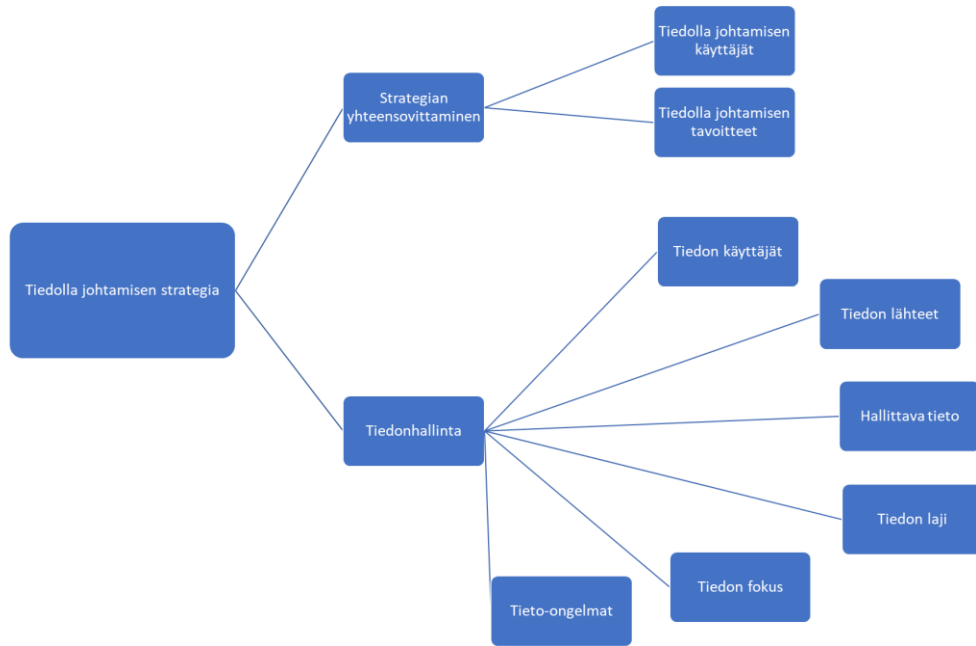 Tiedolla johtamisen
käyttäjät
Strategian
yhteensovittaminen
Tiedolla johtamisen
tavoitteet
Tiedolla johtamisen strategia
Tiedon käyttäjät
Tiedon lähteet
Tiedonhallinta
Hallittava tieto
Tiedon laji
Tiedon fokus
Tieto-ongelmat